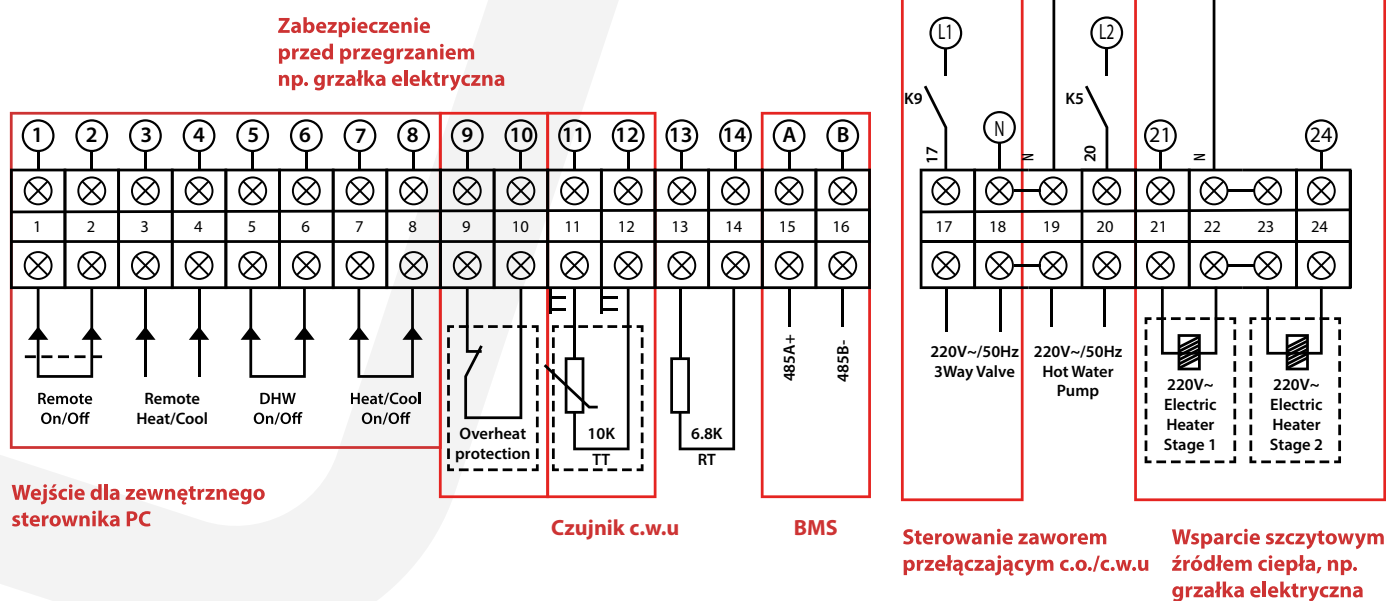 Zabezpieczenie
przed przegrzaniem
np. grzałka elektryczna
1 2 3 4 5 6 7 8 9 10 11 12 13 14 A B
1 2 3 4 5 6 7 8 9 10 11 12 13 14 15 16
Remote
On/Off
Remote
Heat/Cool
DHW
On/Off
Heat/Cool
On/Off
Overheat
protection
10K
TT
6.8K
RT
485A+
485B-
Wejście dla zewnętrznego
sterownika PC
Czujnik c.w.u
BMS
L1 L2
K9 K5
N 21 24
17 N 20 N
17 18 19 20 21 22 23 24
220V~/50Hz
3Way Valve
220V~/50Hz
Hot Water
Pump
220V~
Electric
Heater
Stage 1
220V~
Electric
Heater
Stage 2
Sterowanie zaworem
przełączającym c.o./c.w.u
Wsparcie szczytowym
źródłem ciepła, np.
grzałka elektryczna